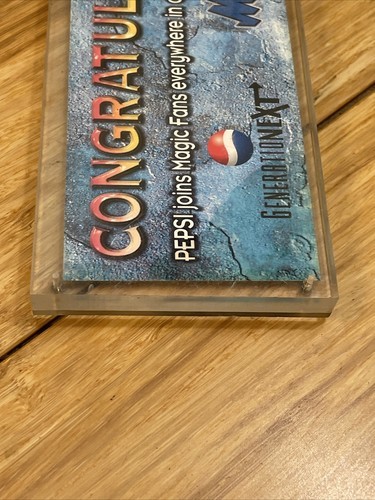 CONGRATUL
PEPSI joins Magic Fans everywhere in
GENERATIONEXT